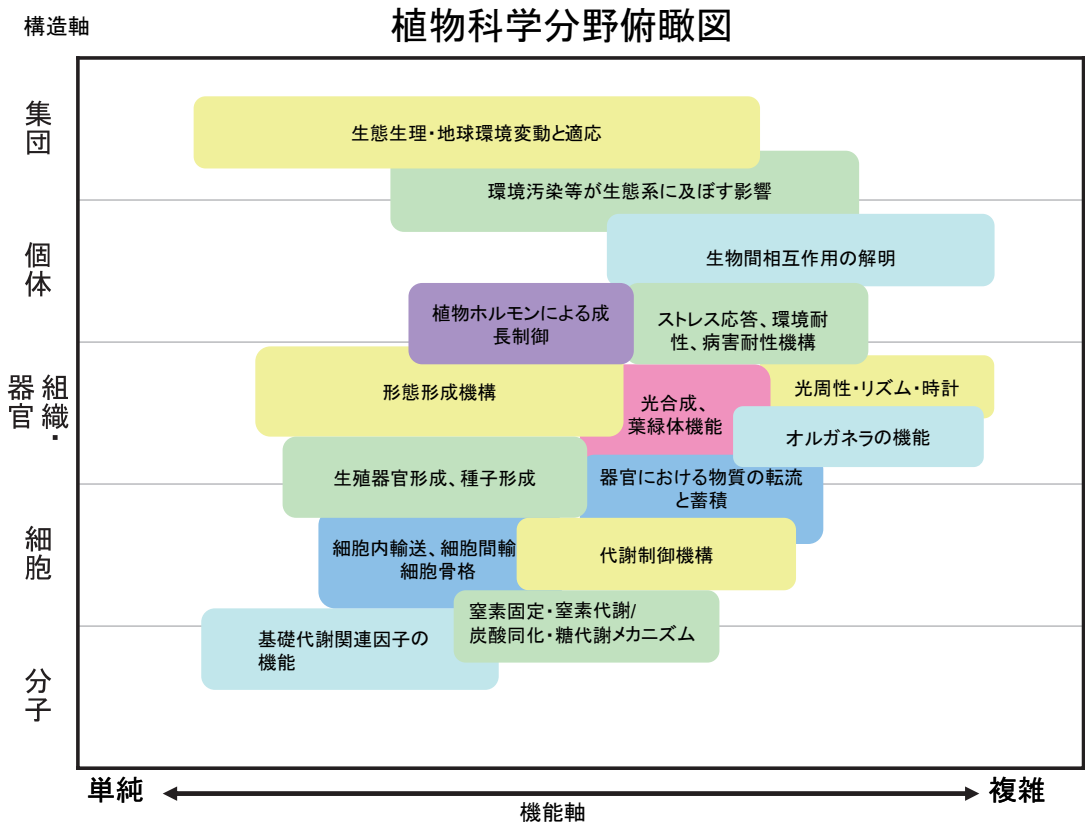 構造軸
植物科学分野俯瞰図
集団
生態生理・地球環境変動と適応
環境汚染等が生態系に及ぼす影響
個体
生物間相互作用の解明
植物ホルモンによる成
長制御
ストレス応答、環境耐
性、病害耐性機構
組織・
器官
形態形成機構
光合成、
葉緑体機能
光周性・リズム・時計
オルガネラの機能
生殖器官形成、種子形成
器官における物質の転流
と蓄積
細胞
細胞内輸送、細胞間輸
細胞骨格
代謝制御機構
窒素固定・窒素代謝/
炭酸同化・糖代謝メカニズム
基礎代謝関連因子の
機能
分子
単純
複雑
機能軸